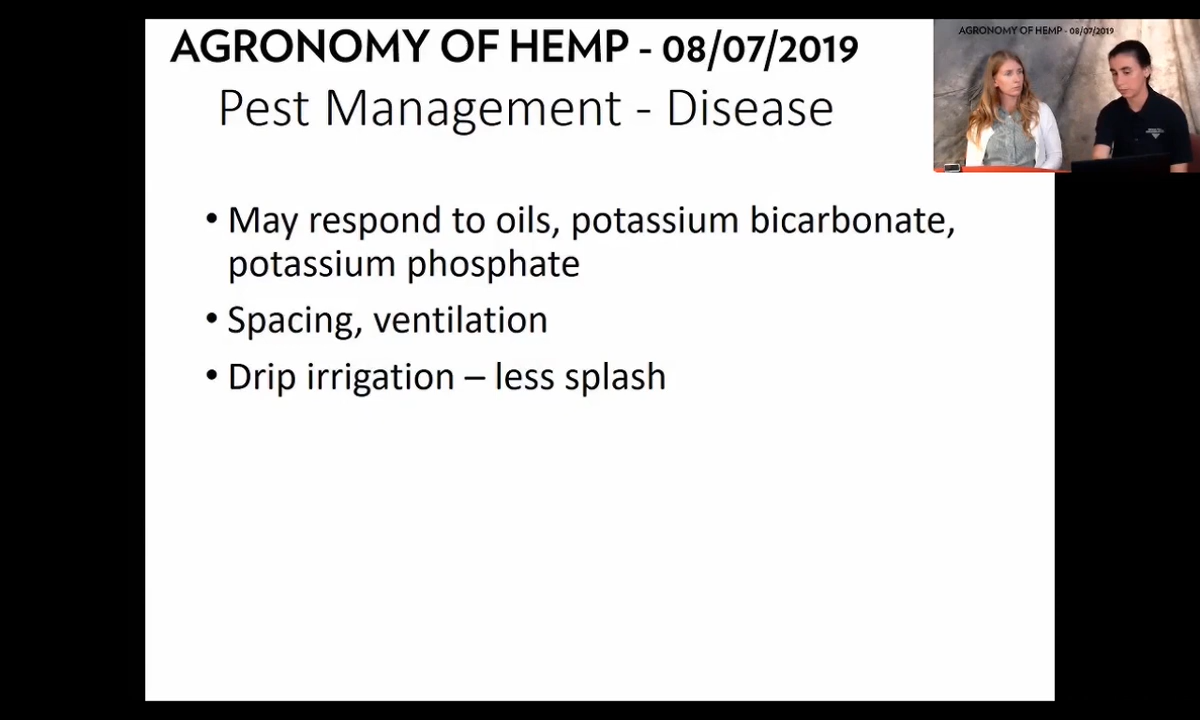 AGRONOMY OF HEMP - 08/07/2019
Pest Management - Disease
• May respond to oils, potassium bicarbonate,
potassium phosphate
• Spacing, ventilation
• Drip irrigation – less splash
AGRONOMY OF HEMP - 08/07/2019